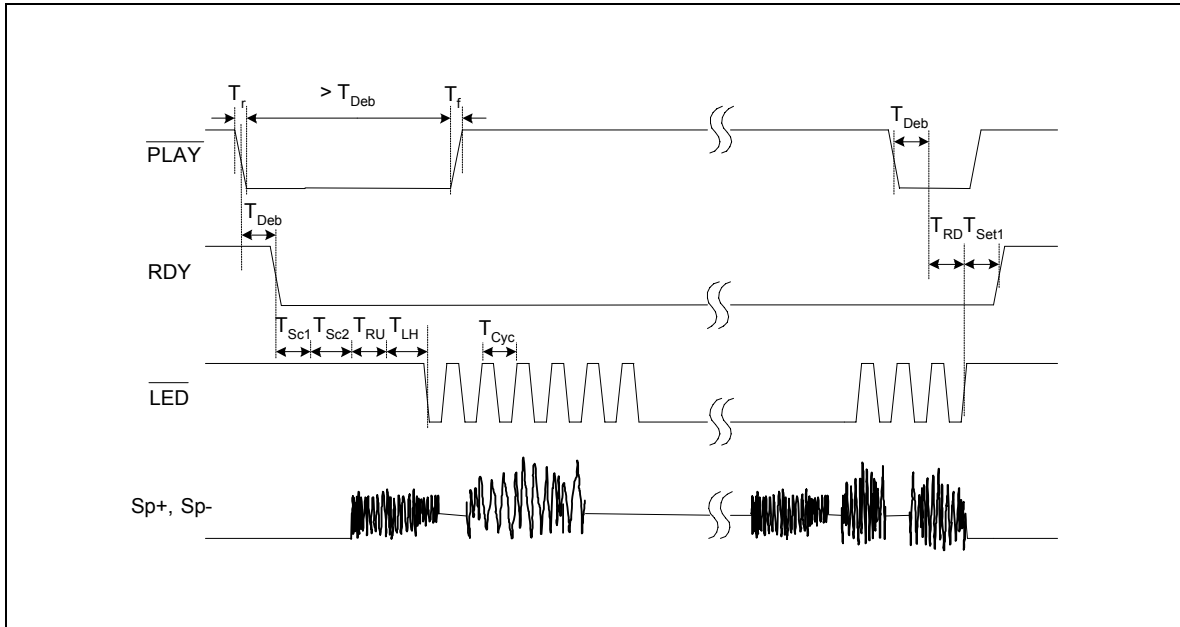 Tr > TDeb Tf
TDeb
PLAY
TDeb
TRD TSet1
RDY
TSc1 TSc2 TRU TLH TCyc
LED
Sp+, Sp-